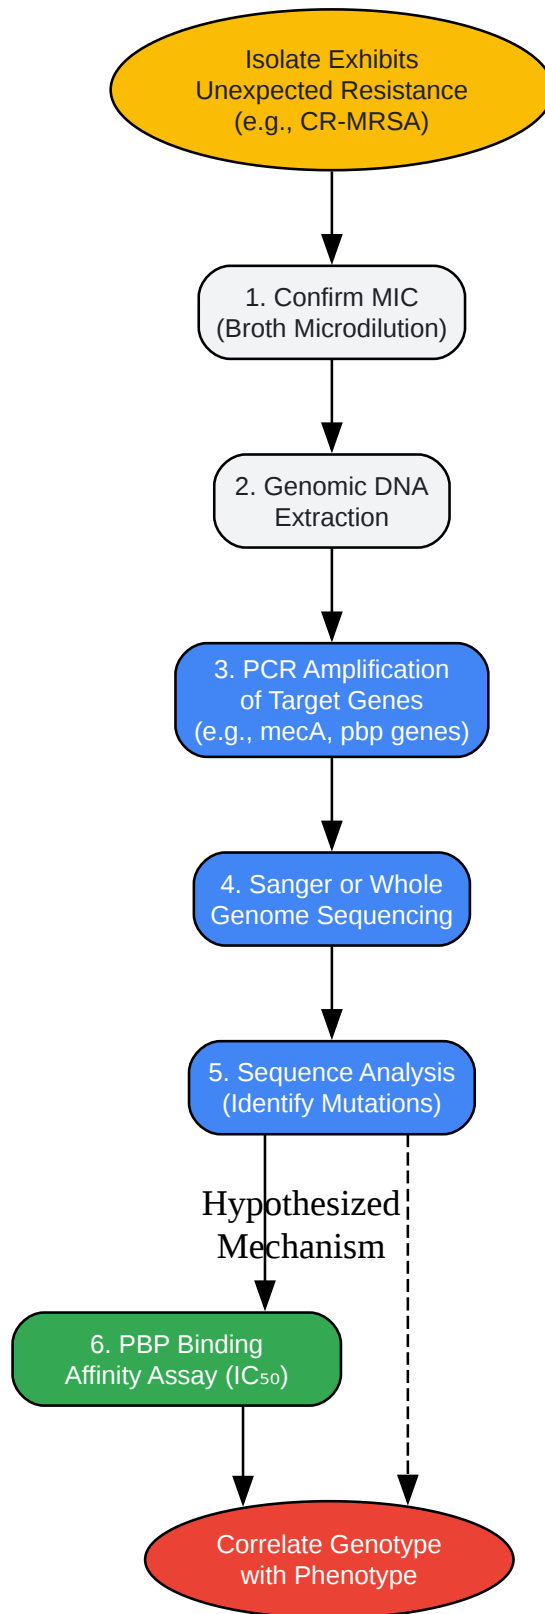 Isolate Exhibits
Unexpected Resistance
(e.g., CR-MRSA)
1. Confirm MIC
(Broth Microdilution)
2. Genomic DNA
Extraction
3. PCR Amplification
of Target Genes
(e.g., mecA, pbp genes)
4. Sanger or Whole
Genome Sequencing
5. Sequence Analysis
(Identify Mutations)
Hypothesized
Mechanism
6. PBP Binding
Affinity Assay (IC₅₀)
Correlate Genotype
with Phenotype